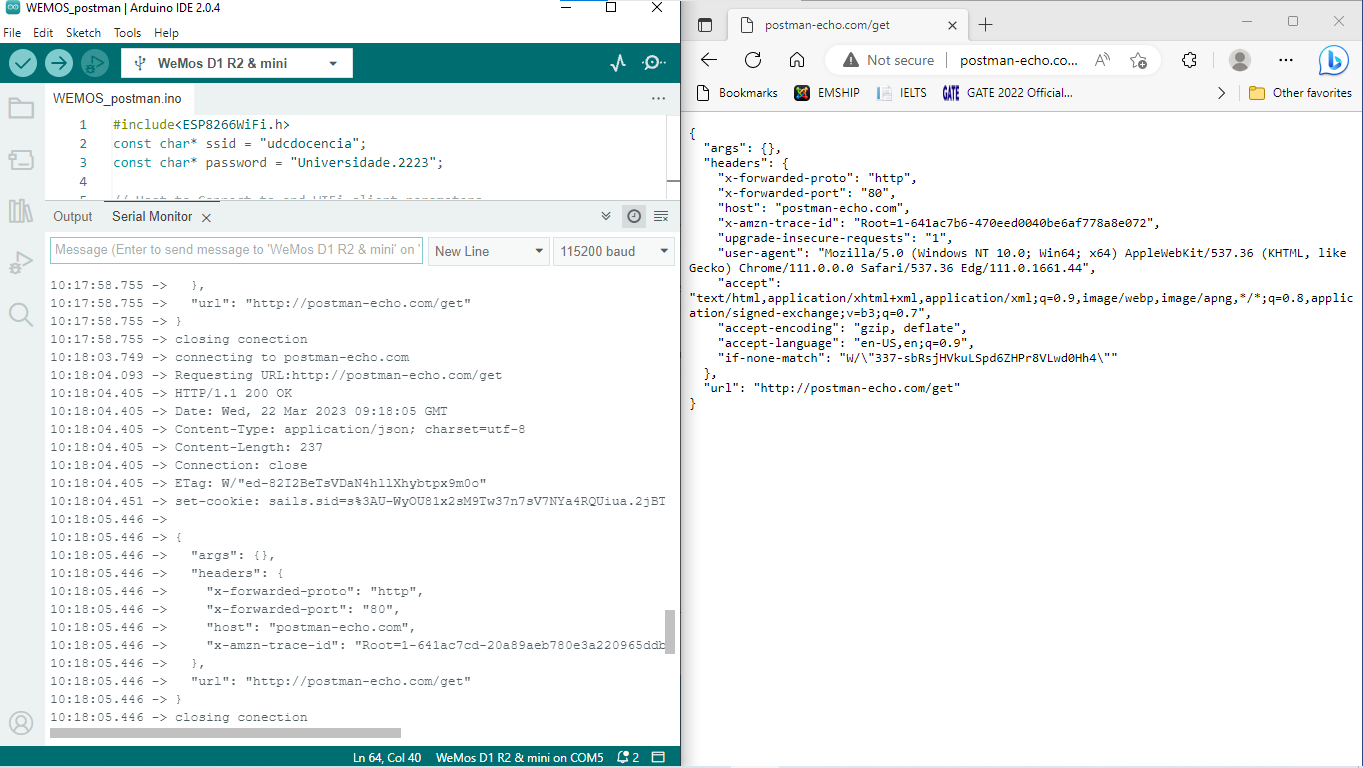 WEMOS_postman | Arduino IDE 2.0.4
File Edit Sketch Tools Help
WeMos D1 R2 & mini
WEMOS_postman.ino
1 #include<ESP8266WiFi.h>
2 const char* ssid = "udcdocencia";
3 const char* password = "Universidade.2223";
4
Output Serial Monitor
Message (Enter to send message to 'WeMos D1 R2 & mini' on '
New Line
115200 baud
10:17:58.755 ->   },
10:17:58.755 ->   "url": "http://postman-echo.com/get"
10:17:58.755 -> }
10:17:58.755 -> closing conection
10:18:03.749 -> connecting to postman-echo.com
10:18:04.093 -> Requesting URL:http://postman-echo.com/get
10:18:04.405 -> HTTP/1.1 200 OK
10:18:04.405 -> Date: Wed, 22 Mar 2023 09:18:05 GMT
10:18:04.405 -> Content-Type: application/json; charset=utf-8
10:18:04.405 -> Content-Length: 237
10:18:04.405 -> Connection: close
10:18:04.405 -> ETag: W/"ed-82I2BeTsVDaN4hllXhybtpx9m0o"
10:18:04.451 -> set-cookie: sails.sid=s%3AU-WyOU81x2sM9Tw37n7sV7NYa4RQUiua.2jBT
10:18:05.446 ->
10:18:05.446 -> {
10:18:05.446 ->   "args": {},
10:18:05.446 ->   "headers": {
10:18:05.446 ->     "x-forwarded-proto": "http",
10:18:05.446 ->     "x-forwarded-port": "80",
10:18:05.446 ->     "host": "postman-echo.com",
10:18:05.446 ->     "x-amzn-trace-id": "Root=1-641ac7cd-20a89aeb780e3a220965ddb
10:18:05.446 ->   },
10:18:05.446 ->   "url": "http://postman-echo.com/get"
10:18:05.446 -> }
10:18:05.446 -> closing conection
Ln 64, Col 40 WeMos D1 R2 & mini on COM5 2
postman-echo.com/get
Not secure postman-echo.co...
Bookmarks EMSHIP IELTS GATE GATE 2022 Official... Other favorites
{
  "args": {},
  "headers": {
    "x-forwarded-proto": "http",
    "x-forwarded-port": "80",
    "host": "postman-echo.com",
    "x-amzn-trace-id": "Root=1-641ac7b6-470eed0040be6af778a8e072",
    "upgrade-insecure-requests": "1",
    "user-agent": "Mozilla/5.0 (Windows NT 10.0; Win64; x64) AppleWebKit/537.36 (KHTML, like
Gecko) Chrome/111.0.0.0 Safari/537.36 Edg/111.0.1661.44",
    "accept":
"text/html,application/xhtml+xml,application/xml;q=0.9,image/webp,image/apng,*/*;q=0.8,applic
ation/signed-exchange;v=b3;q=0.7",
    "accept-encoding": "gzip, deflate",
    "accept-language": "en-US,en;q=0.9",
    "if-none-match": "W/\"337-sbRsjHVkuLSpd6ZHPr8VLwd0Hh4\""
  },
  "url": "http://postman-echo.com/get"
}